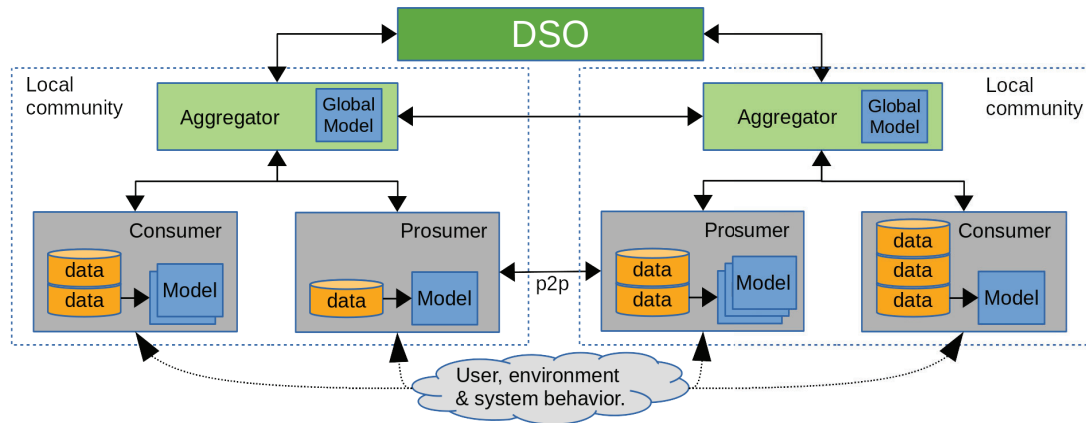 DSO
Local
community
Aggregator
Global
Model
Aggregator
Global
Model
Local
community
Consumer
data
data
Model
Prosumer
data
Model
p2p
Prosumer
data
data
Model
Consumer
data
data
data
Model
User, environment
& system behavior.